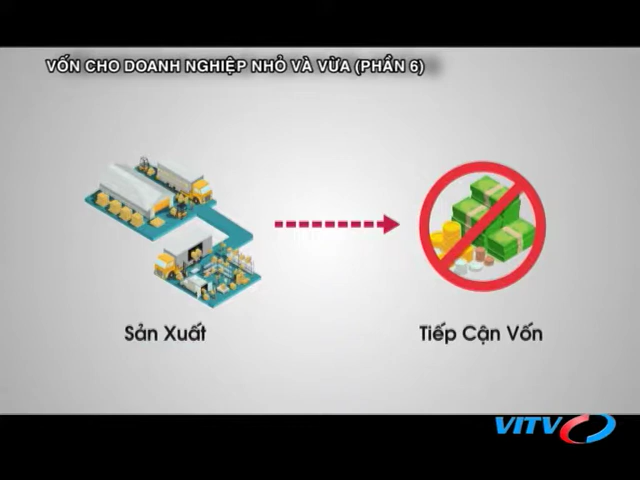 VỐN CHO DOANH NGHIỆP NHỎ VÀ VỪA (PHẦN 6)
Sản Xuất
Tiếp Cận Vốn
VITV